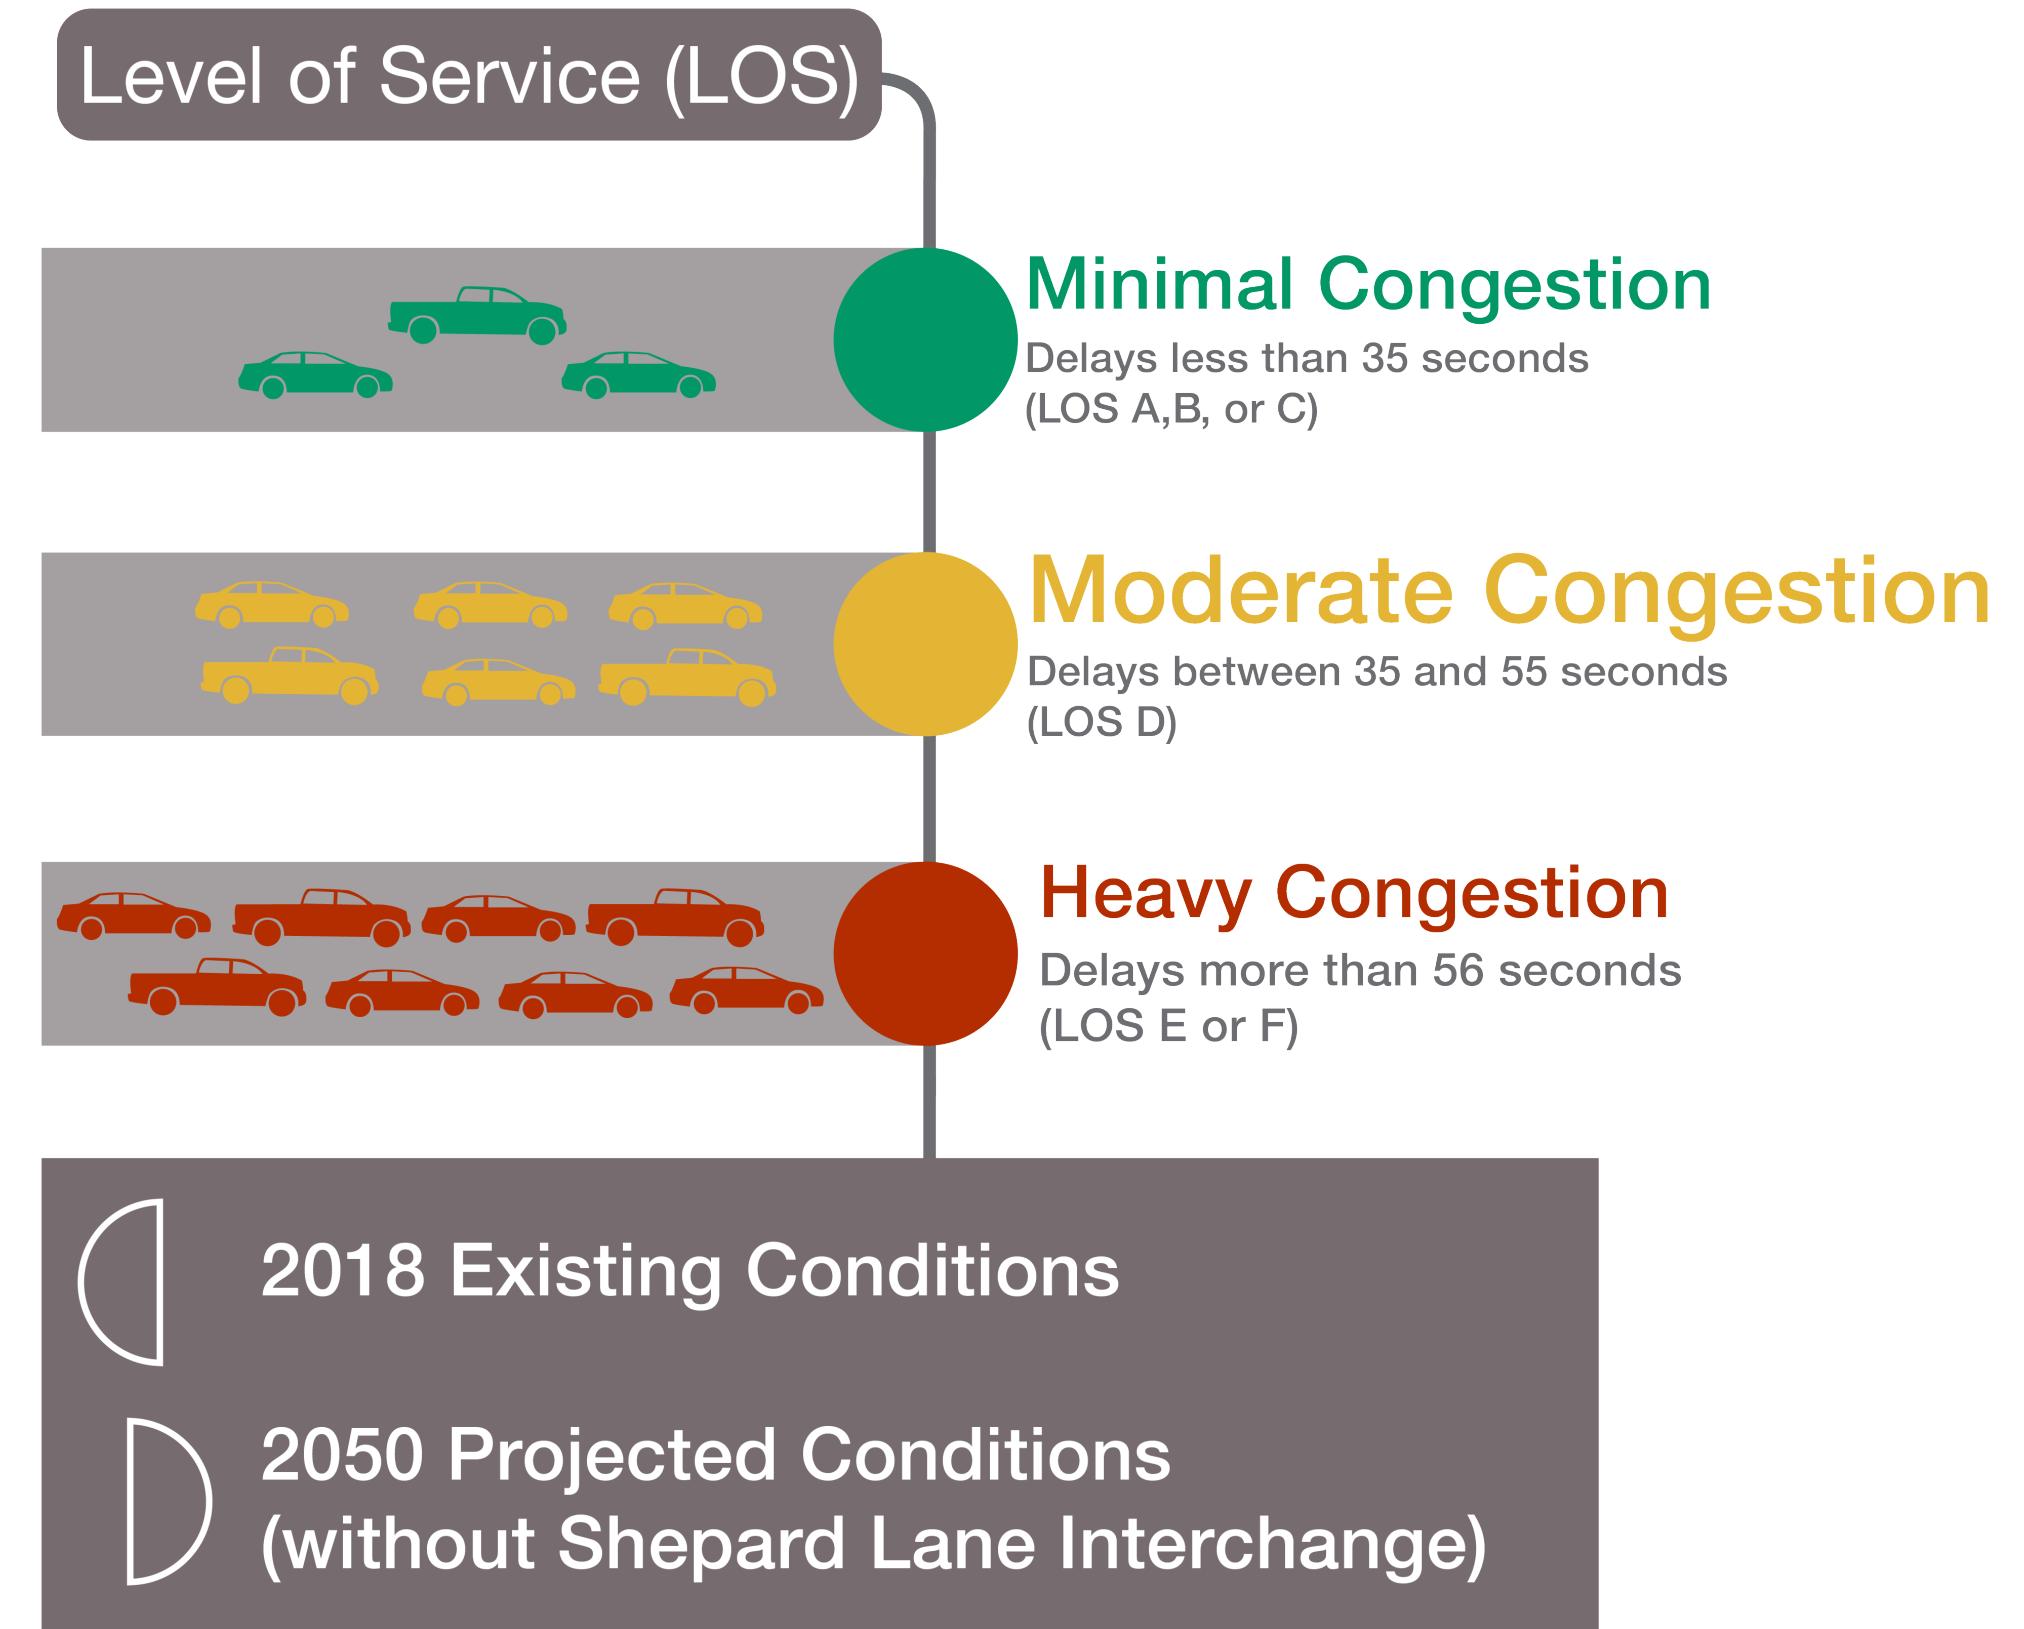 Level of Service (LOS)
Minimal Congestion
Delays less than 35 seconds
(LOS A,B, or C)
Moderate Congestion
Delays between 35 and 55 seconds
(LOS D)
Heavy Congestion
Delays more than 56 seconds
(LOS E or F)
2018 Existing Conditions
2050 Projected Conditions
(without Shepard Lane Interchange)